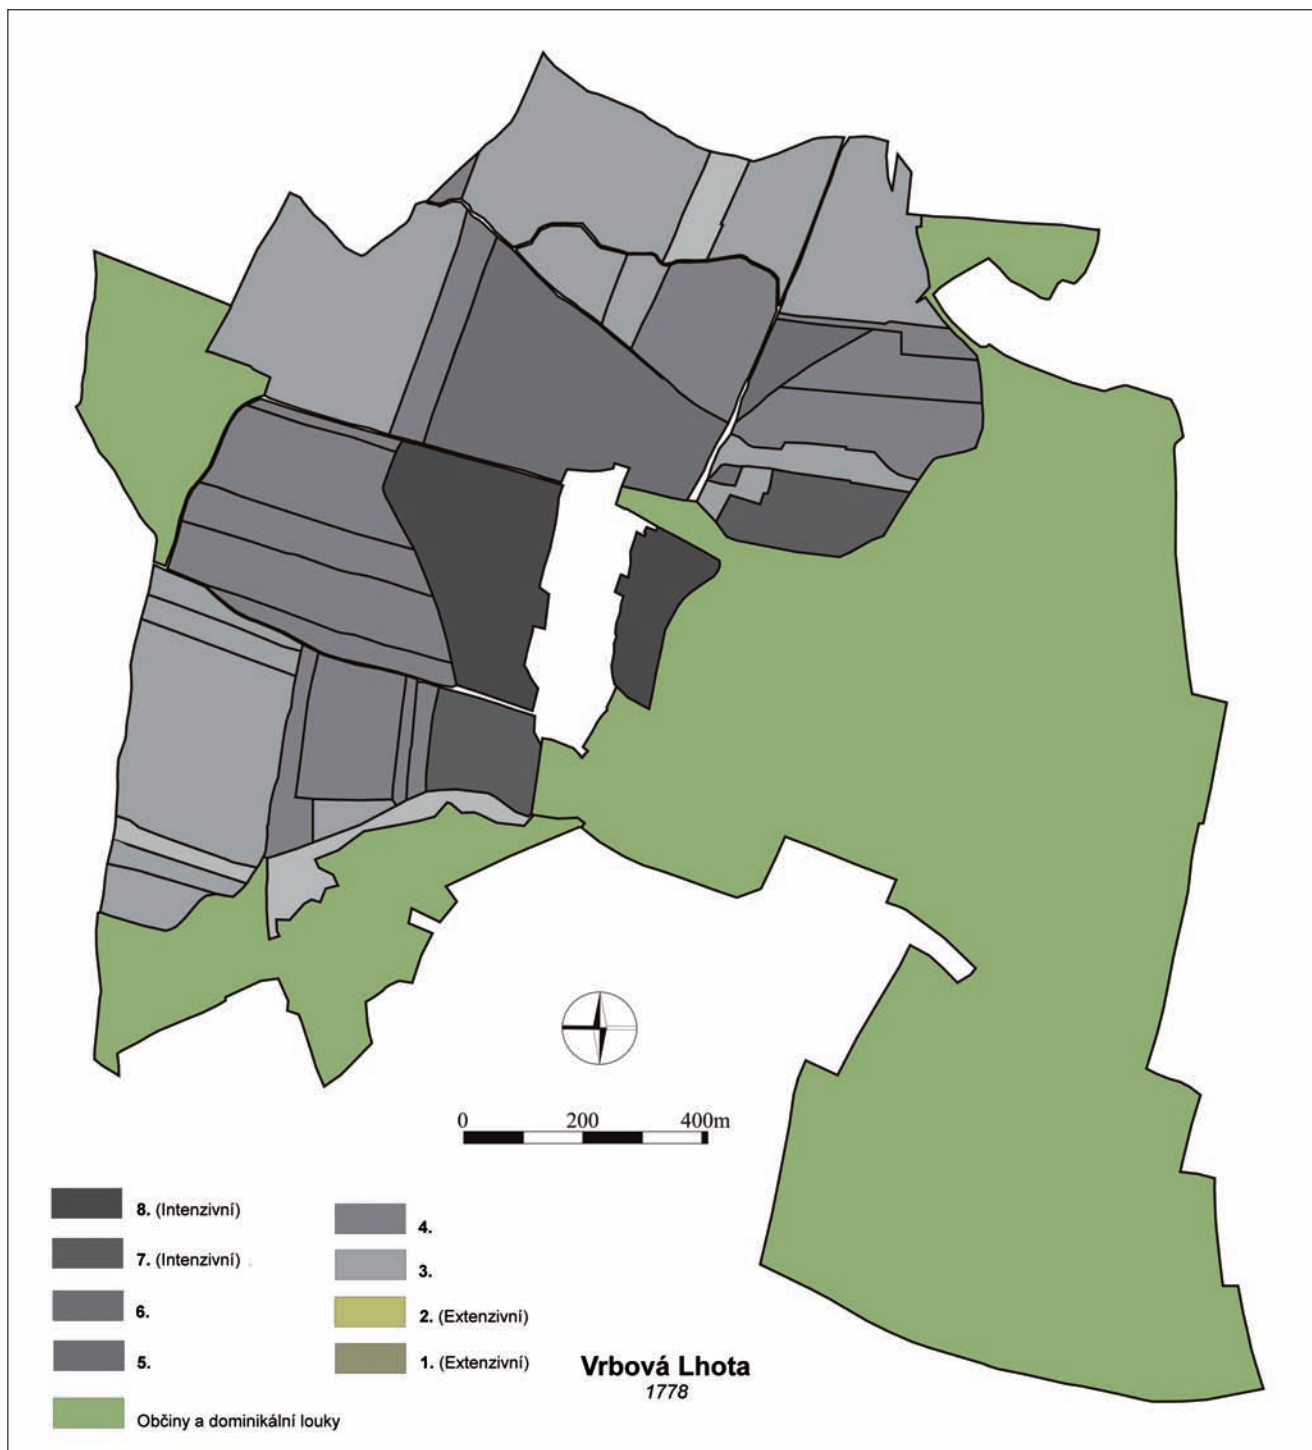 0 200 400m
8. (Intenzivní)
7. (Intenzivní)
6.
5.
Občiny a dominikální louky
4.
3.
2. (Extenzivní)
1. (Extenzivní)
Vrbová Lhota
1778